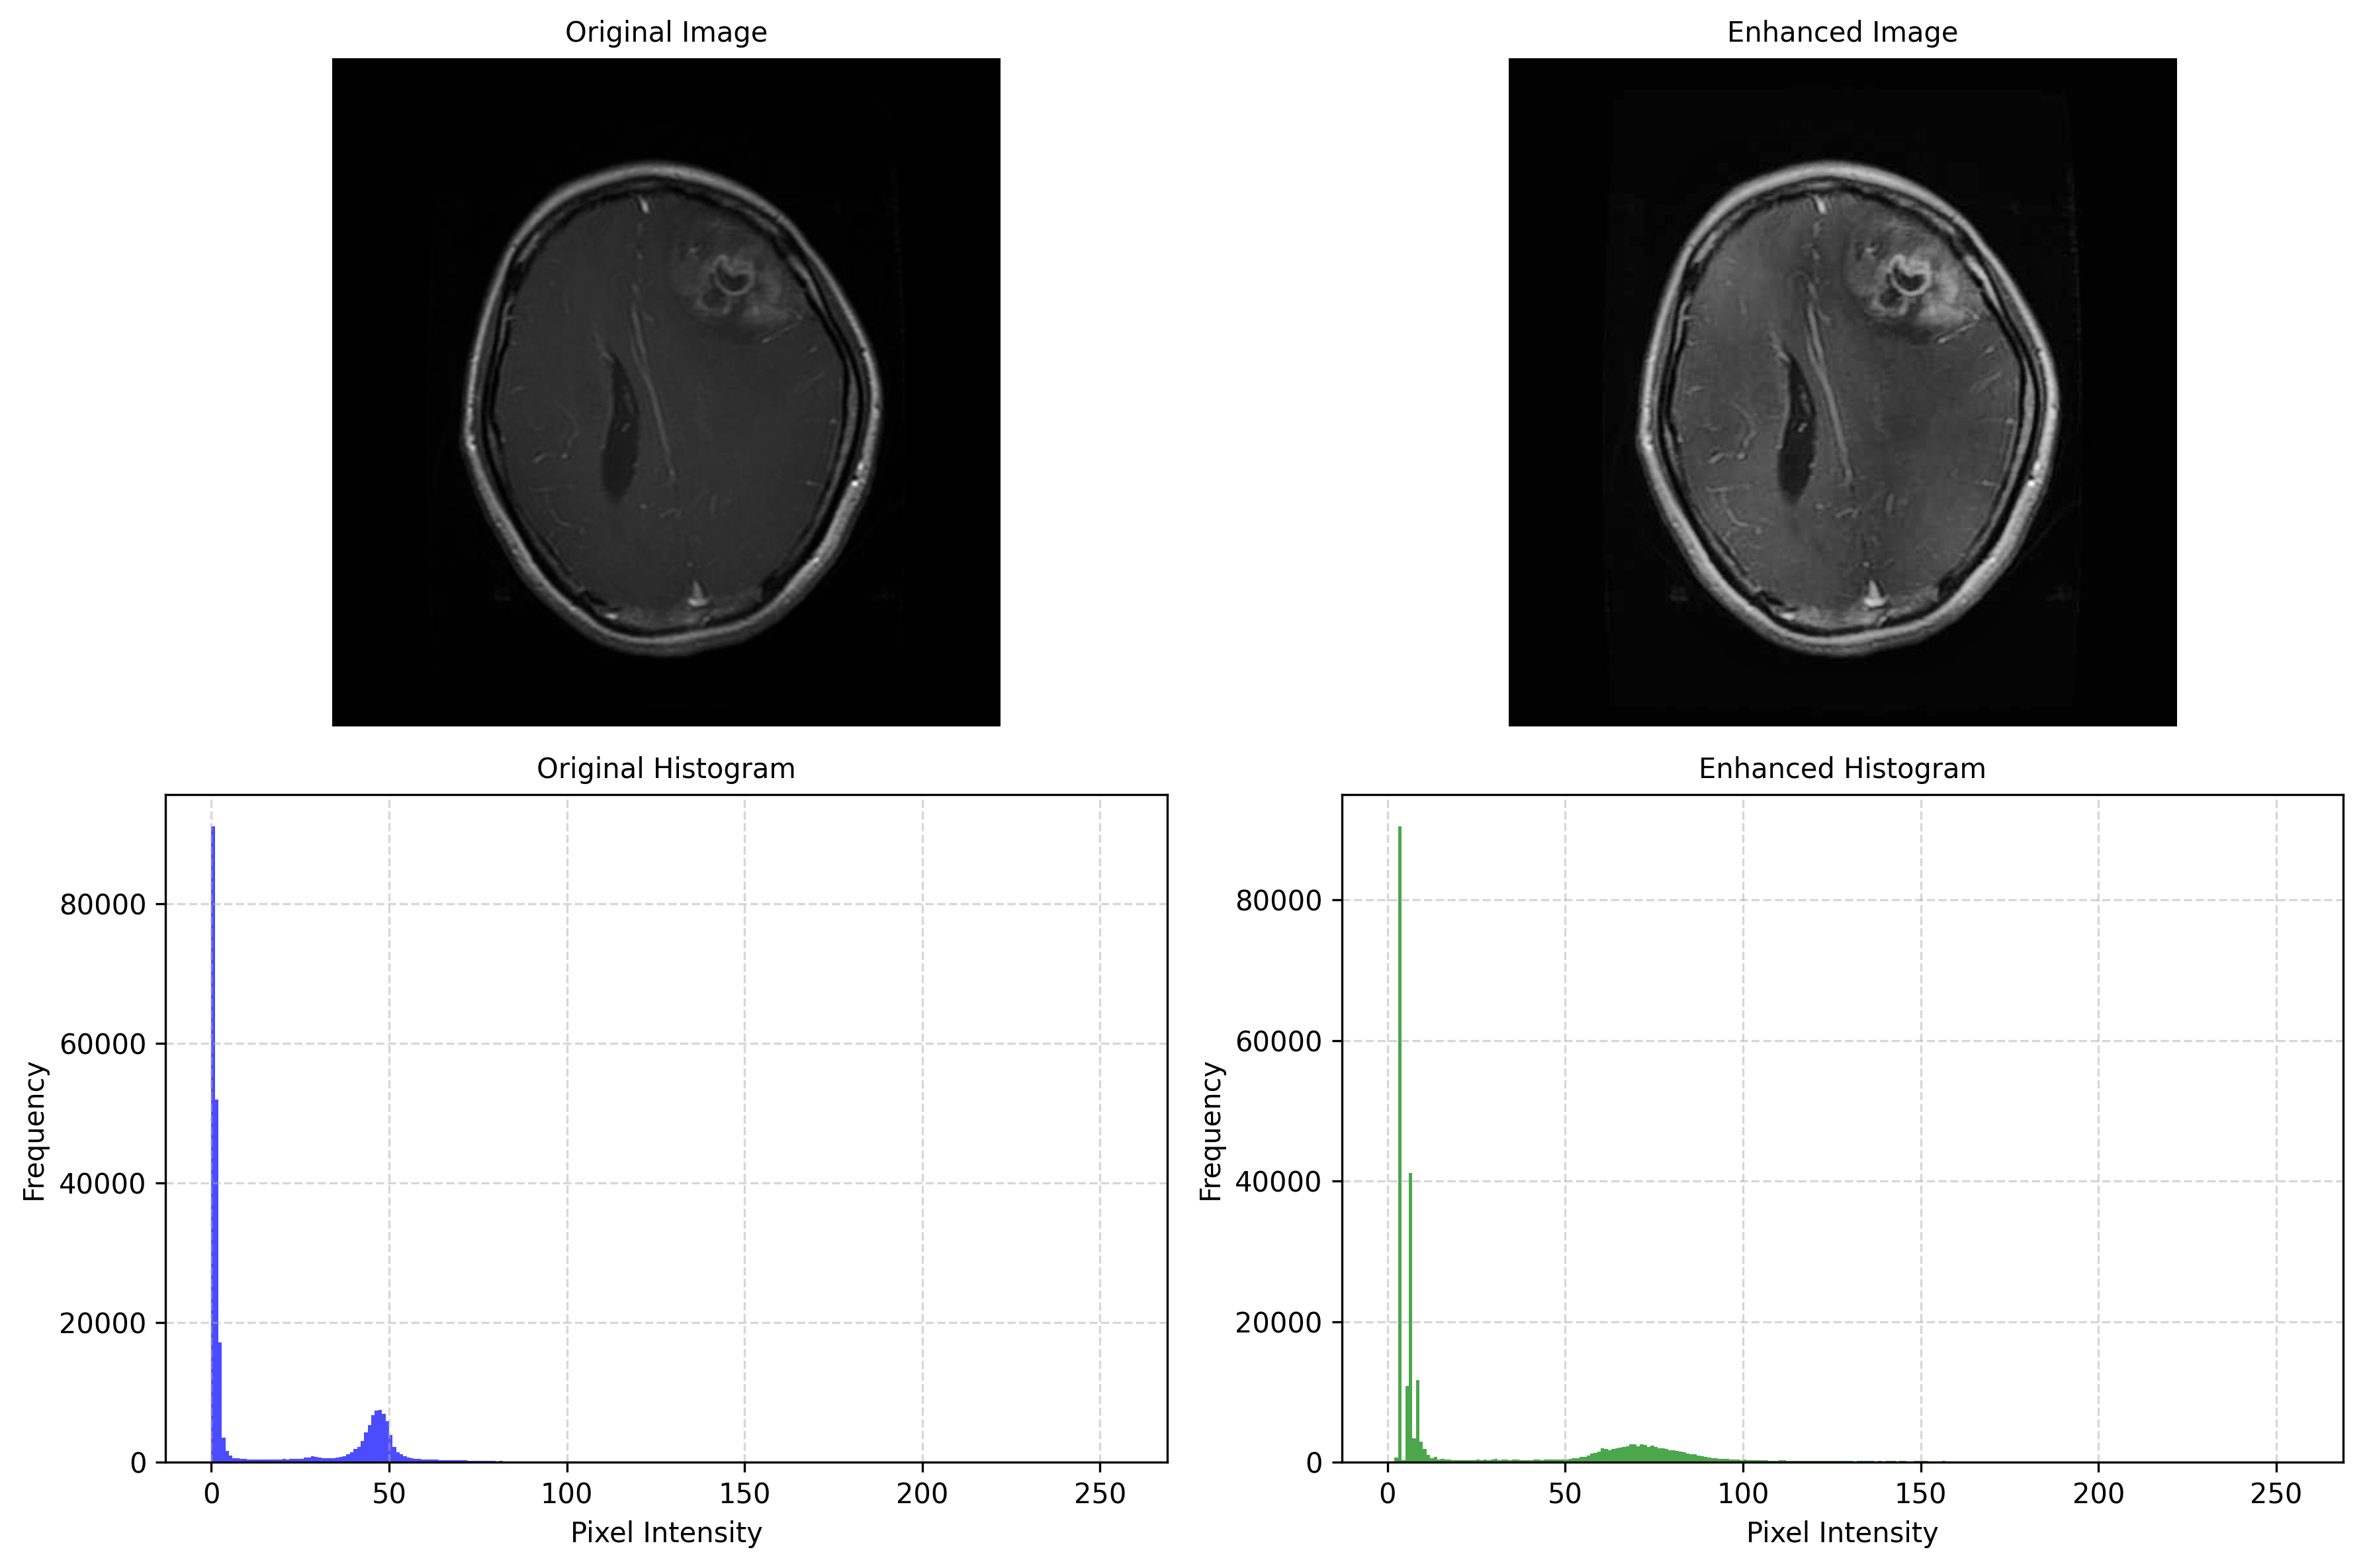 Original Image
Enhanced Image
Original Histogram
Enhanced Histogram
80000
60000
40000
20000
0
Frequency
0 50 100 150 200 250
Pixel Intensity
80000
60000
40000
20000
0
Frequency
0 50 100 150 200 250
Pixel Intensity